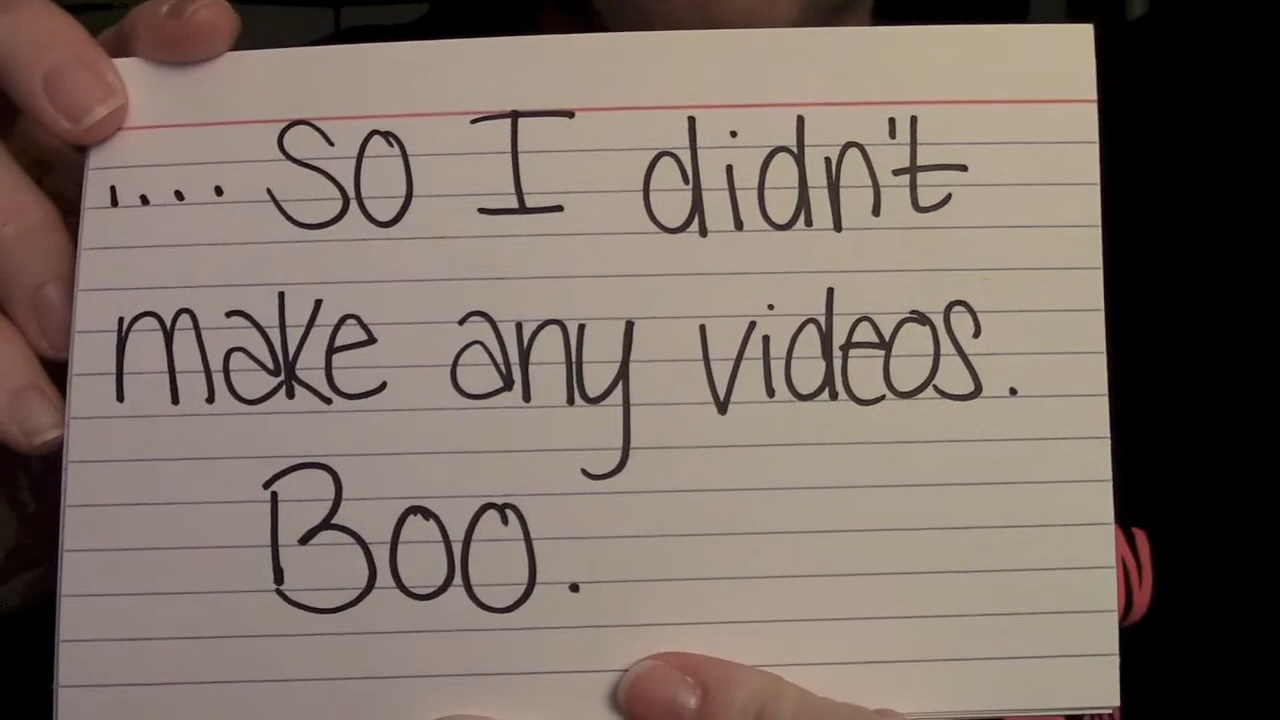 .... So I didn't
make any videos.
Boo.
N